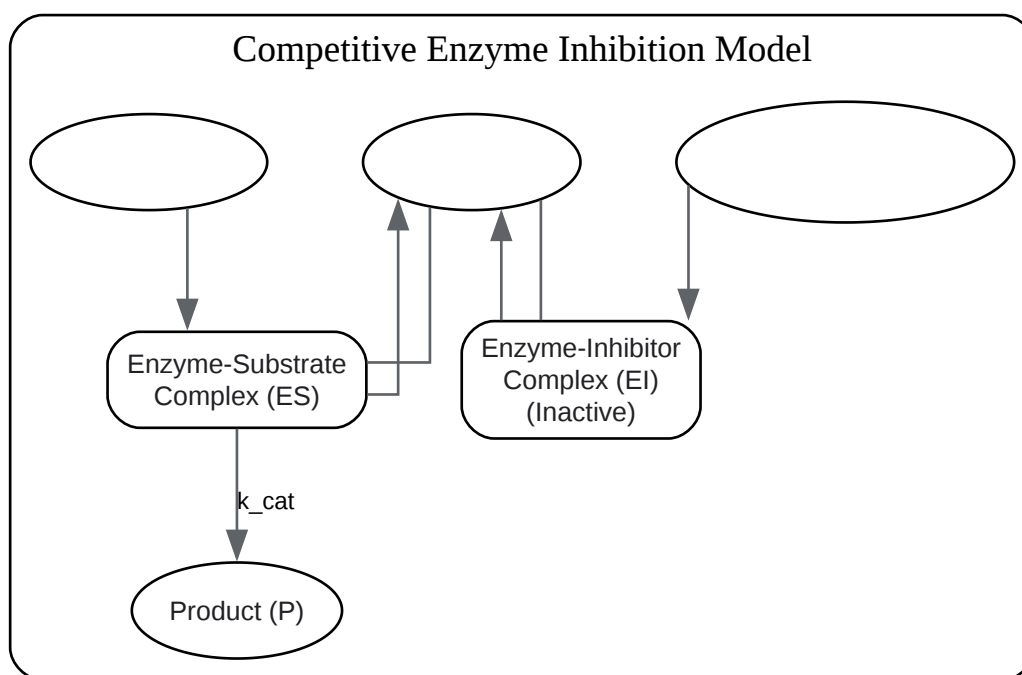 Competitive Enzyme Inhibition Model
Enzyme-Substrate
Complex (ES)
Enzyme-Inhibitor
Complex (EI)
(Inactive)
k_cat
Product (P)